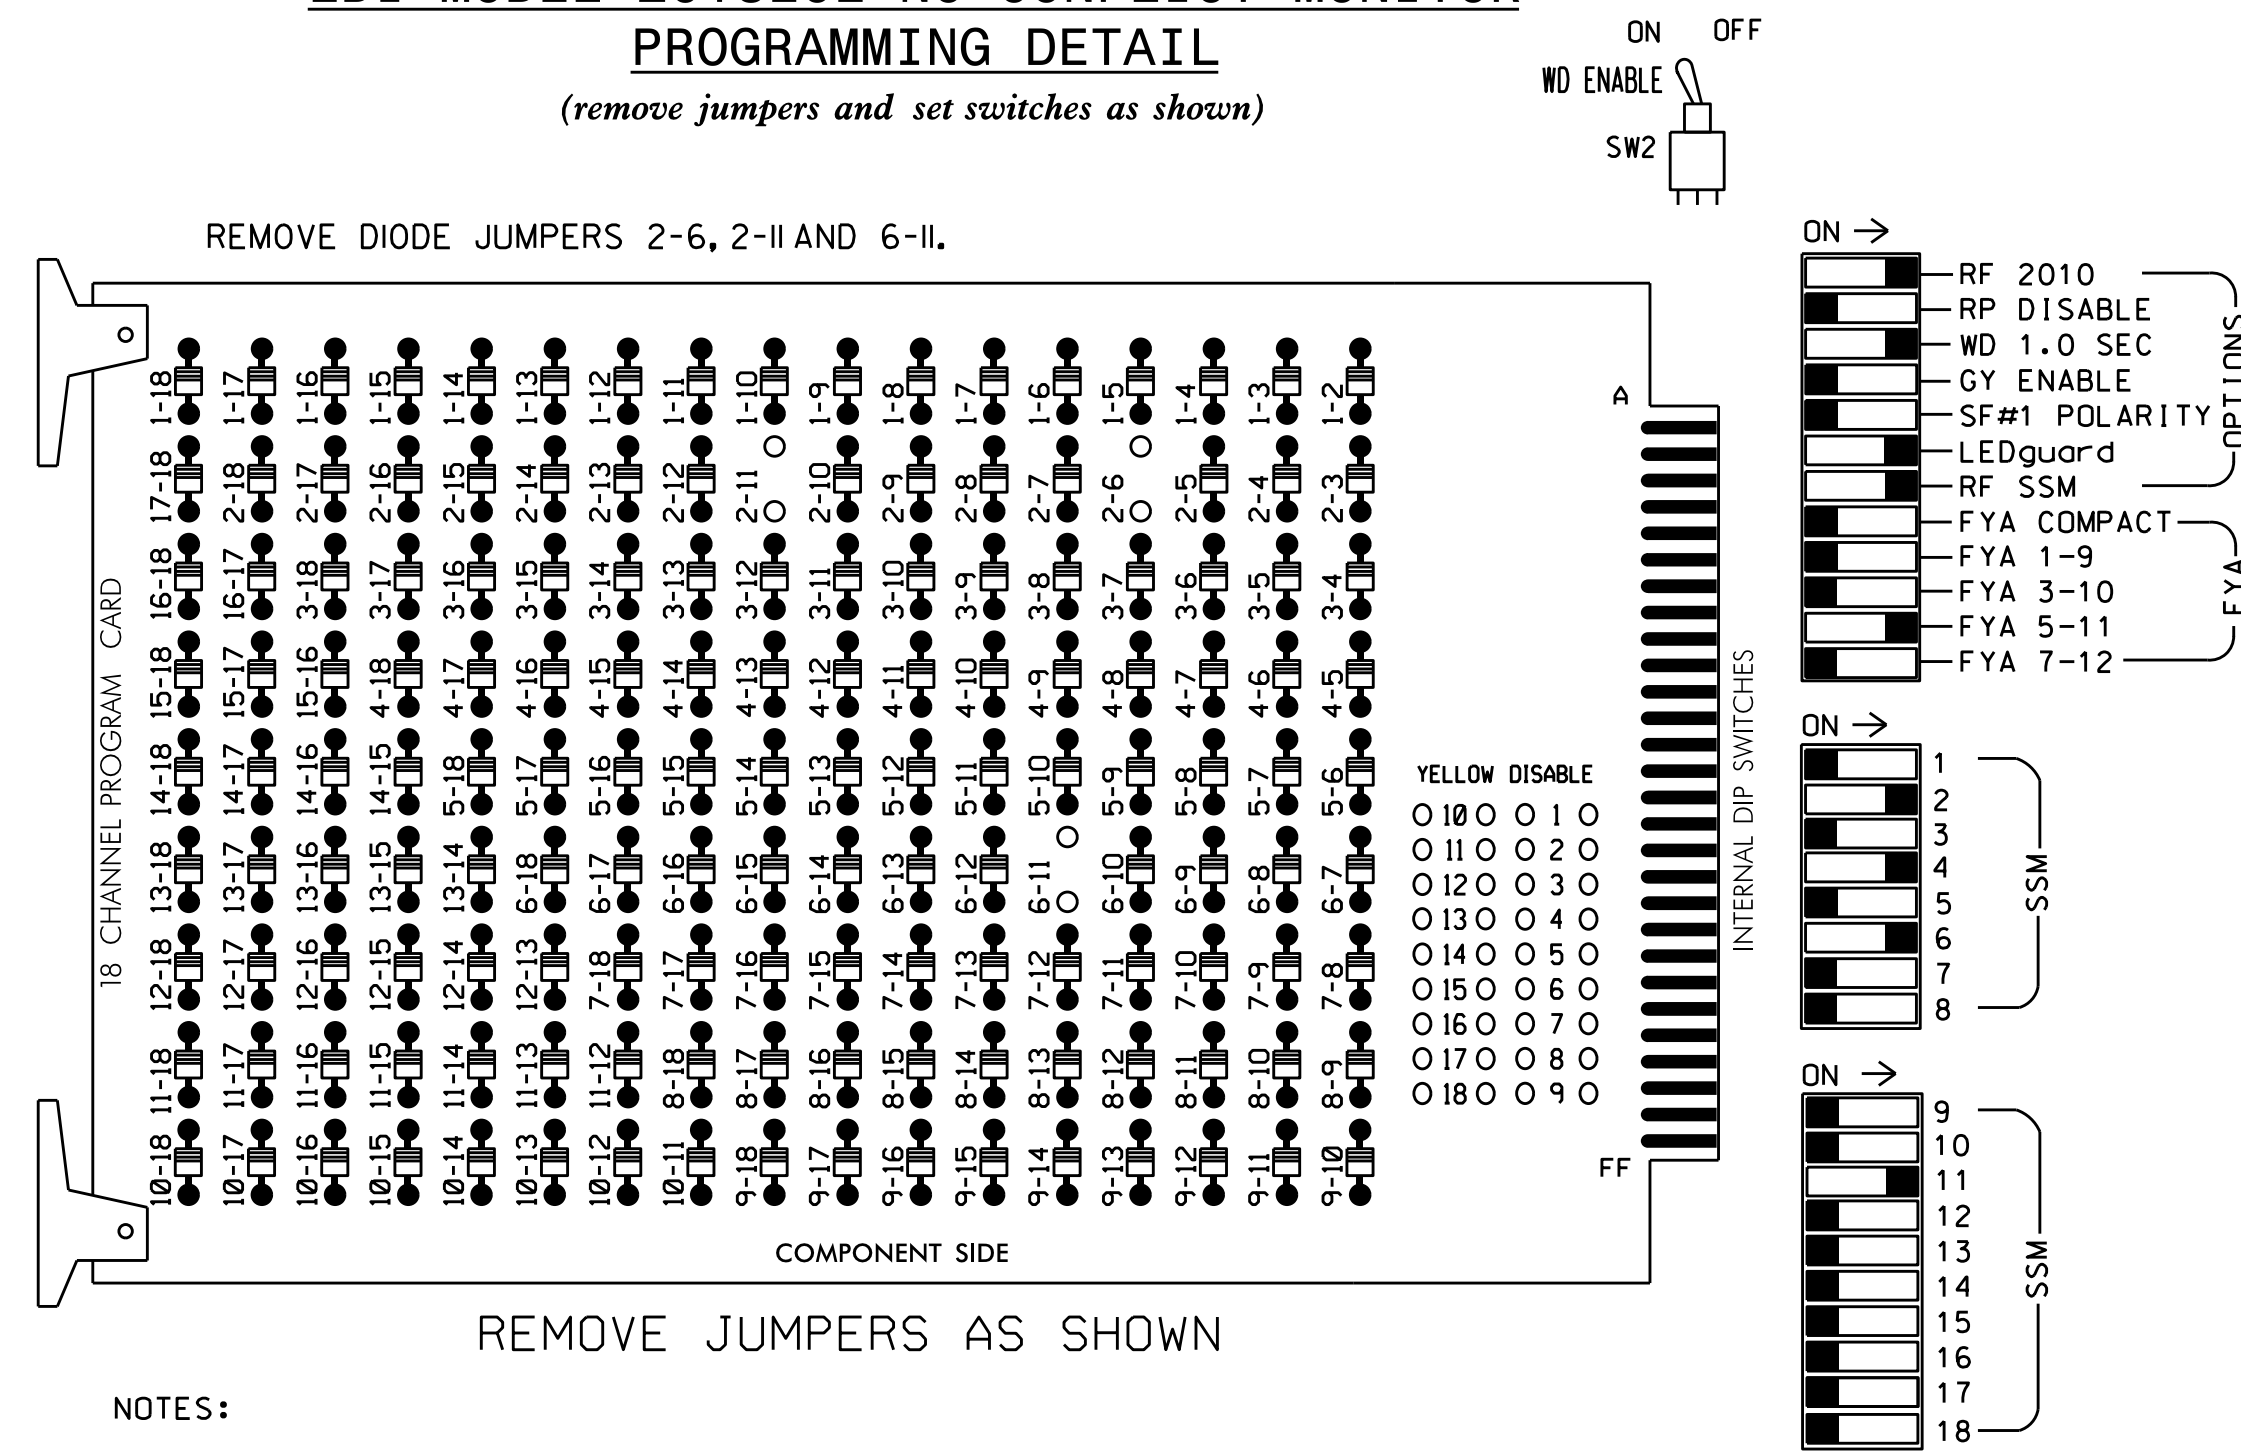 PROGRAMMING DETAIL
(remove jumpers and set switches as shown)
ON OFF
WD ENABLE
SW2
REMOVE DIODE JUMPERS 2-6, 2-11 AND 6-11.
1-18 1-17 1-16 1-15 1-14 1-13 1-12 1-11 1-10 1-9 1-8 1-7 1-6 1-5 1-4 1-3 1-2
17-18 2-18 2-17 2-16 2-15 2-14 2-13 2-12 2-11 2-10 2-9 2-8 2-7 2-6 2-5 2-4 2-3
16-18 16-17 3-18 3-17 3-16 3-15 3-14 3-13 3-12 3-11 3-10 3-9 3-8 3-7 3-6 3-5 3-4
15-18 15-17 15-16 4-18 4-17 4-16 4-15 4-14 4-13 4-12 4-11 4-10 4-9 4-8 4-7 4-6 4-5
14-18 14-17 14-16 14-15 5-18 5-17 5-16 5-15 5-14 5-13 5-12 5-11 5-10 5-9 5-8 5-7 5-6
13-18 13-17 13-16 13-15 13-14 6-18 6-17 6-16 6-15 6-14 6-13 6-12 6-11 6-10 6-9 6-8 6-7
12-18 12-17 12-16 12-15 12-14 12-13 7-18 7-17 7-16 7-15 7-14 7-13 7-12 7-11 7-10 7-9 7-8
11-18 11-17 11-16 11-15 11-14 11-13 11-12 8-18 8-17 8-16 8-15 8-14 8-13 8-12 8-11 8-10 8-9
10-18 10-17 10-16 10-15 10-14 10-13 10-12 10-11 9-18 9-17 9-16 9-15 9-14 9-13 9-12 9-11 9-10
18 CHANNEL PROGRAM CARD
A
YELLOW DISABLE
10 1
11 2
12 3
13 4
14 5
15 6
16 7
17 8
18 9
FF
INTERNAL DIP SWITCHES
COMPONENT SIDE
REMOVE JUMPERS AS SHOWN
NOTES:
ON
RF 2010
RP DISABLE
WD 1.0 SEC
GY ENABLE
SF#1 POLARITY
LEDguard
RF SSM
OPTIONS
FYA COMPACT
FYA 1-9
FYA 3-10
FYA 5-11
FYA 7-12
FYA
ON
1
2
3
4
5
6
7
8
SSM
ON
9
10
11
12
13
14
15
16
17
18
SSM